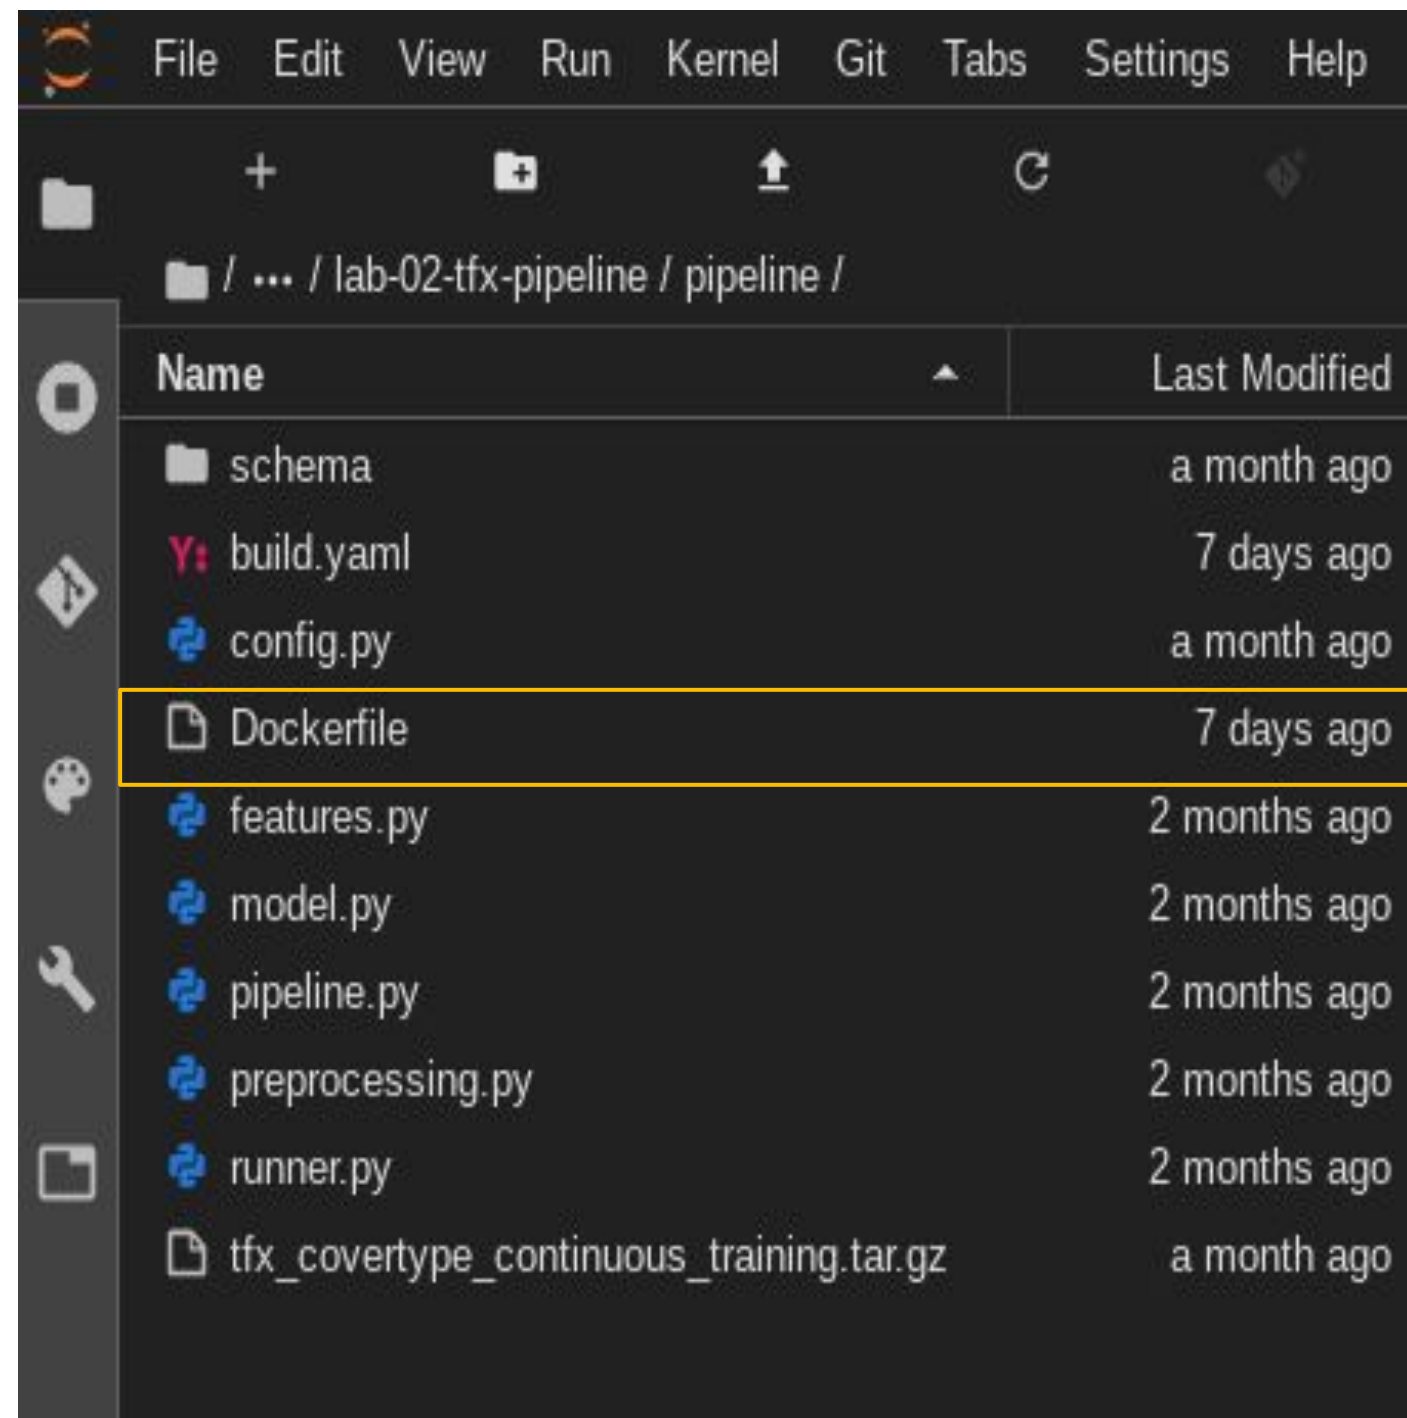 File Edit View Run Kernel Git Tabs Settings Help
/ ... / lab-02-tfx-pipeline / pipeline /
Name Last Modified
schema a month ago
Y: build.yaml 7 days ago
config.py a month ago
Dockerfile 7 days ago
features.py 2 months ago
model.py 2 months ago
pipeline.py 2 months ago
preprocessing.py 2 months ago
runner.py 2 months ago
tfx_covertype_continuous_training.tar.gz a month ago